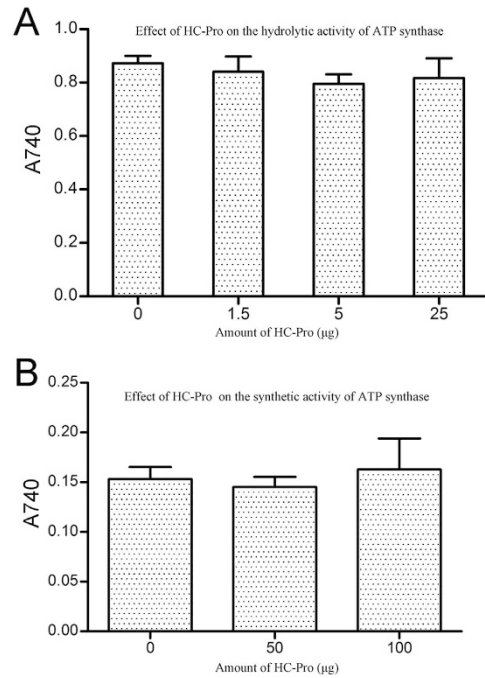 A
Effect of HC-Pro on the hydrolytic activity of ATP synthase
1.0
0.8
0.6
0.4
0.2
0.0
A740
0 1.5 5 25
Amount of HC-Pro (μg)
B
Effect of HC-Pro on the synthetic activity of ATP synthase
0.25
0.20
0.15
0.10
0.05
0.00
A740
0 50 100
Amount of HC-Pro (μg)